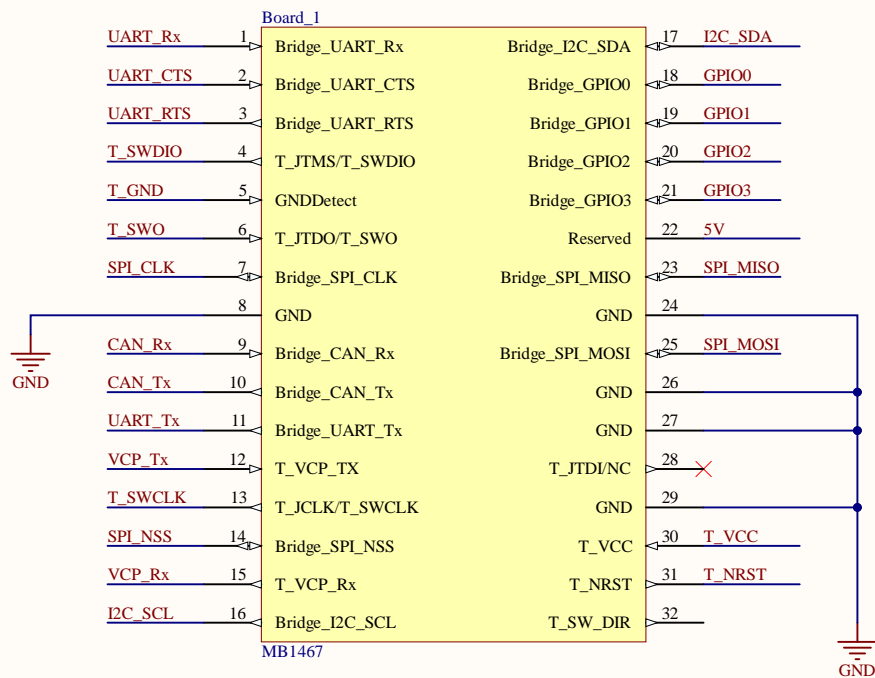 Board_1
UART_Rx 1 Bridge_UART_Rx Bridge_I2C_SDA 17 I2C_SDA
UART_CTS 2 Bridge_UART_CTS Bridge_GPIO0 18 GPIO0
UART_RTS 3 Bridge_UART_RTS Bridge_GPIO1 19 GPIO1
T_SWDIO 4 T_JTMS/T_SWDIO Bridge_GPIO2 20 GPIO2
T_GND 5 GNDDetect Bridge_GPIO3 21 GPIO3
T_SWO 6 T_JTDO/T_SWO Reserved 22 5V
SPI_CLK 7 Bridge_SPI_CLK Bridge_SPI_MISO 23 SPI_MISO
8 GND GND 24
CAN_Rx 9 Bridge_CAN_Rx Bridge_SPI_MOSI 25 SPI_MOSI
GND
CAN_Tx 10 Bridge_CAN_Tx GND 26
UART_Tx 11 Bridge_UART_Tx GND 27
VCP_Tx 12 T_VCP_TX T_JTDI/NC 28
T_SWCLK 13 T_JCLK/T_SWCLK GND 29
SPI_NSS 14 Bridge_SPI_NSS T_VCC 30 T_VCC
VCP_Rx 15 T_VCP_Rx T_NRST 31 T_NRST
I2C_SCL 16 Bridge_I2C_SCL T_SW_DIR 32
MB1467
GND